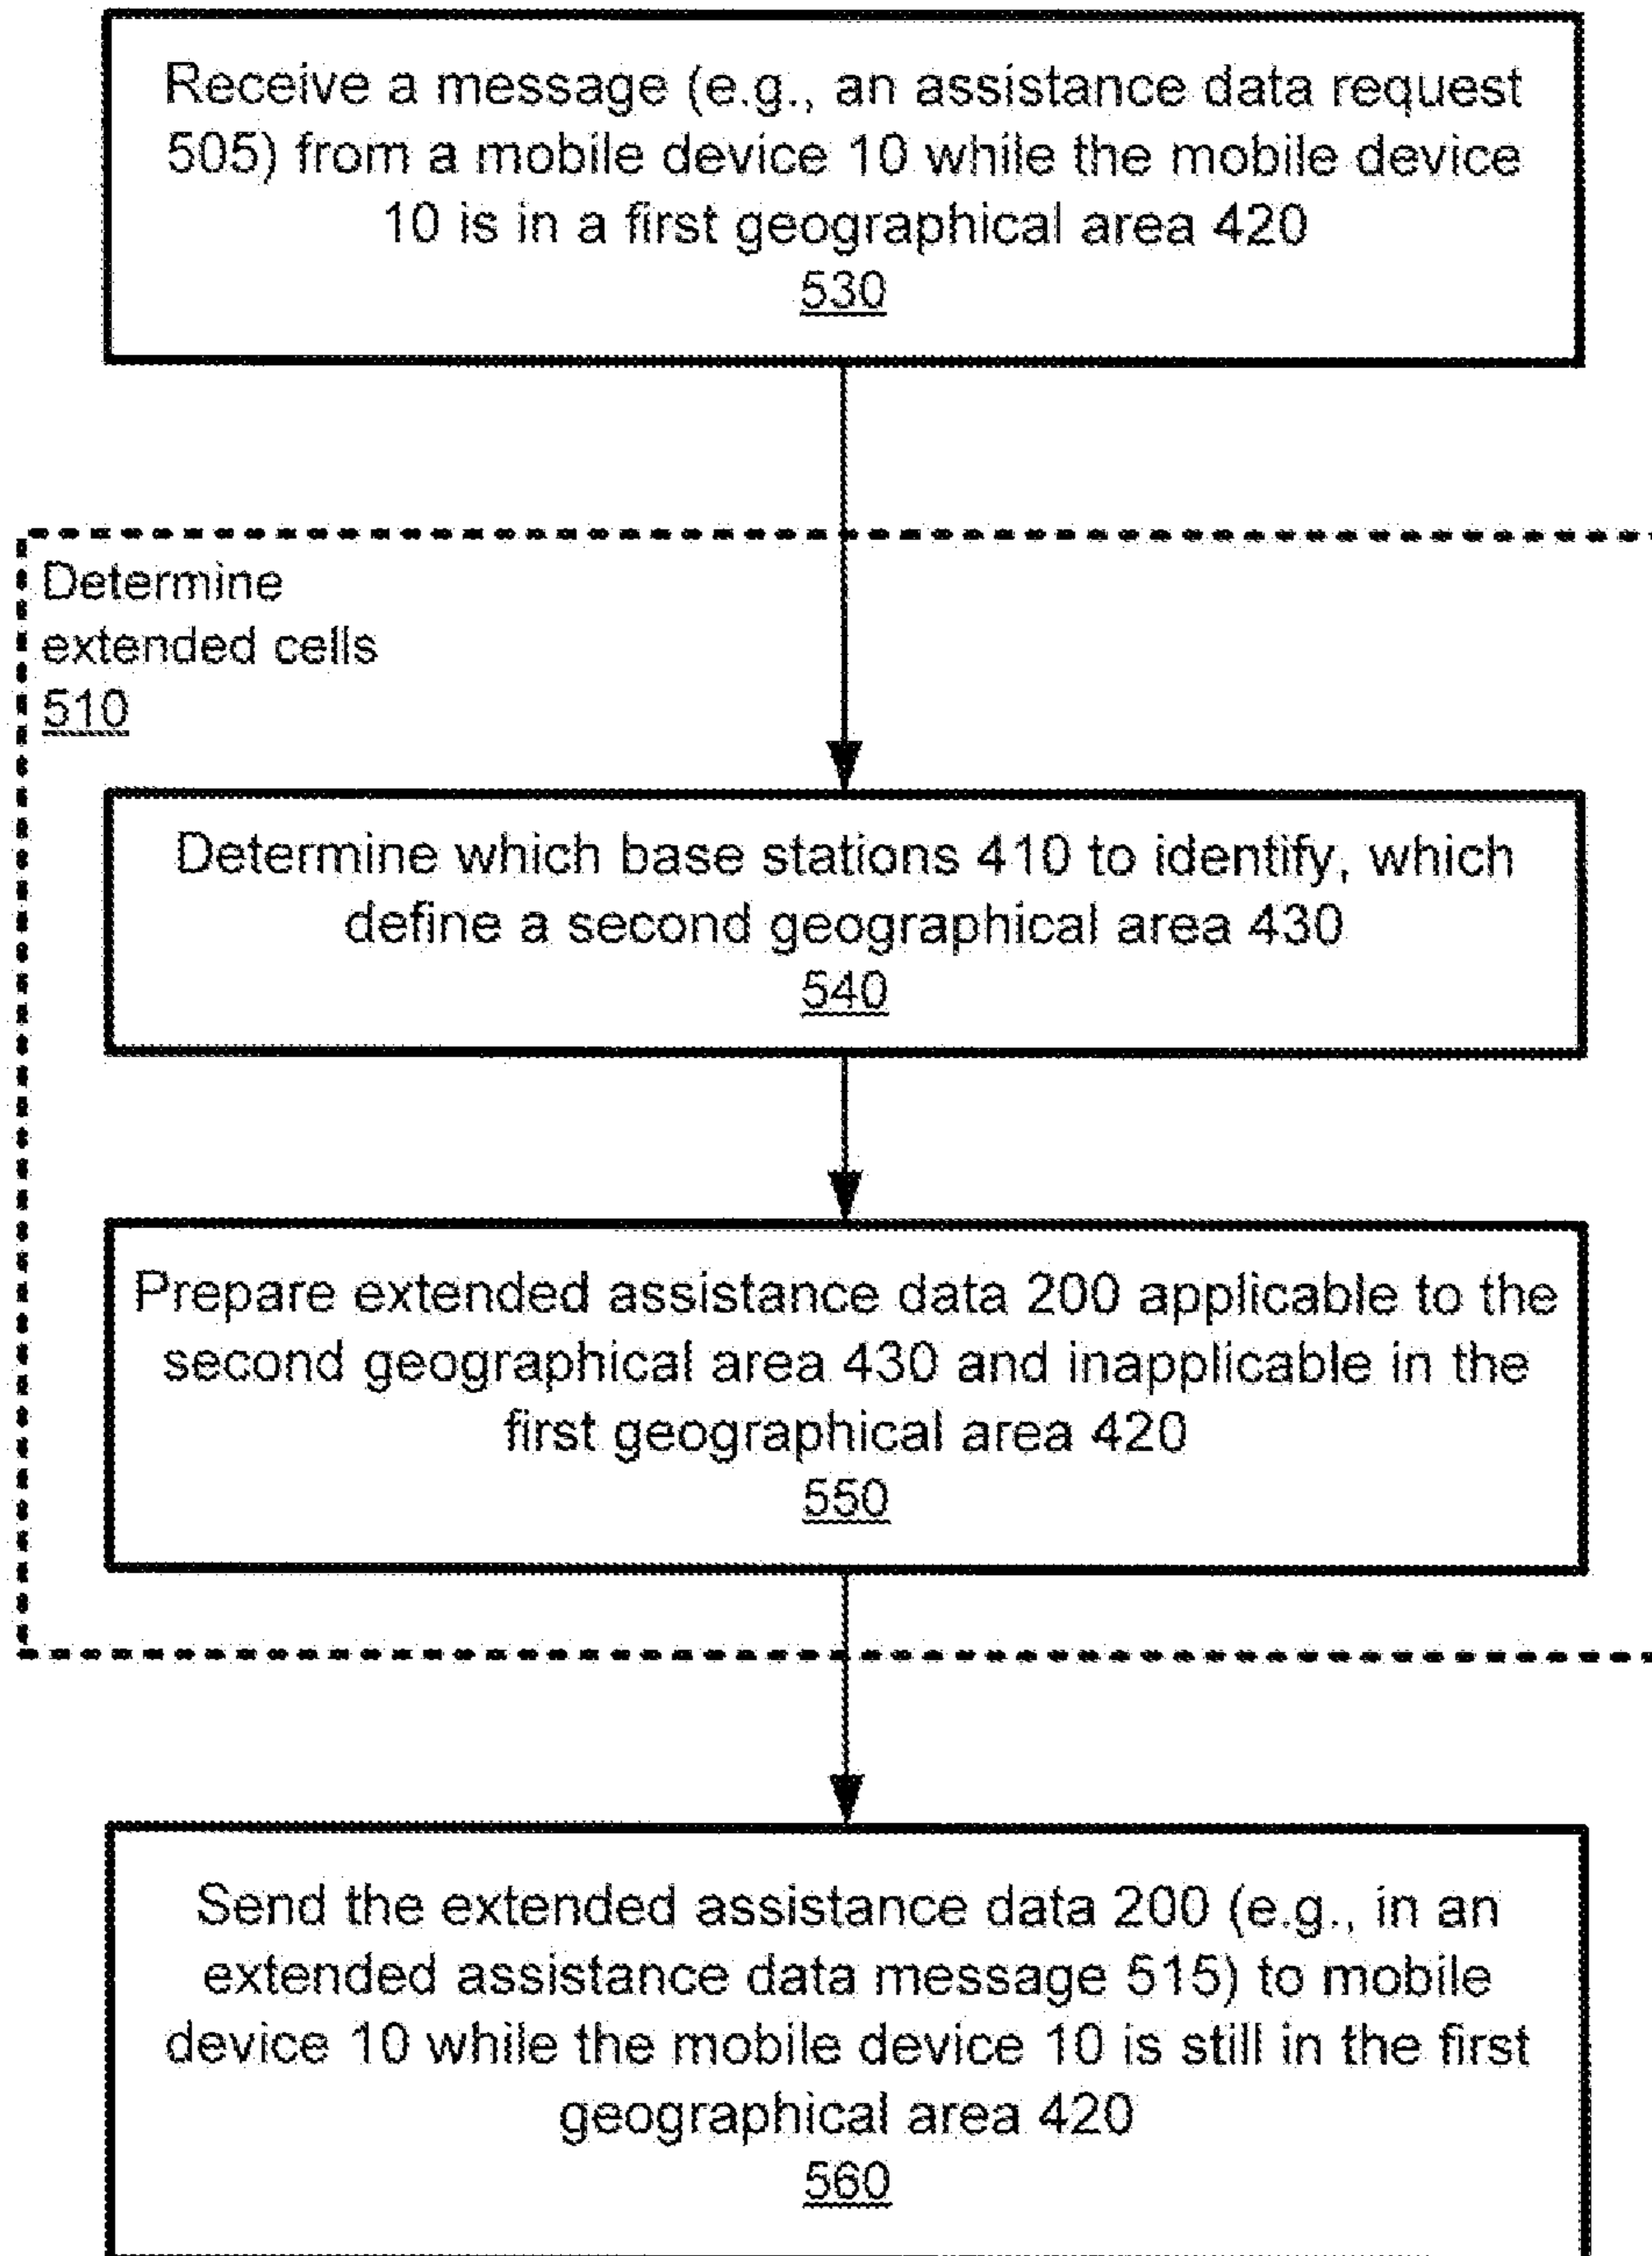 Receive a message (e.g., an assistance data request
505) from a mobile device 10 while the mobile device
10 is in a first geographical area 420
530
Determine
extended cells
510
Determine which base stations 410 to identify, which
define a second geographical area 430
540
Prepare extended assistance data 200 applicable to the
second geographical area 430 and inapplicable in the
first geographical area 420
550
Send the extended assistance data 200 (e.g., in an
extended assistance data message 515) to mobile
device 10 while the mobile device 10 is still in the first
geographical area 420
560